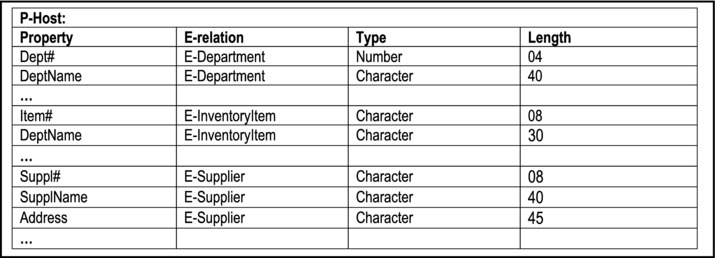 P-Host:
Property E-relation Type Length
Dept# E-Department Number 04
DeptName E-Department Character 40
...
Item# E-InventoryItem Character 08
DeptName E-InventoryItem Character 30
...
Suppl# E-Supplier Character 08
SupplName E-Supplier Character 40
Address E-Supplier Character 45
...